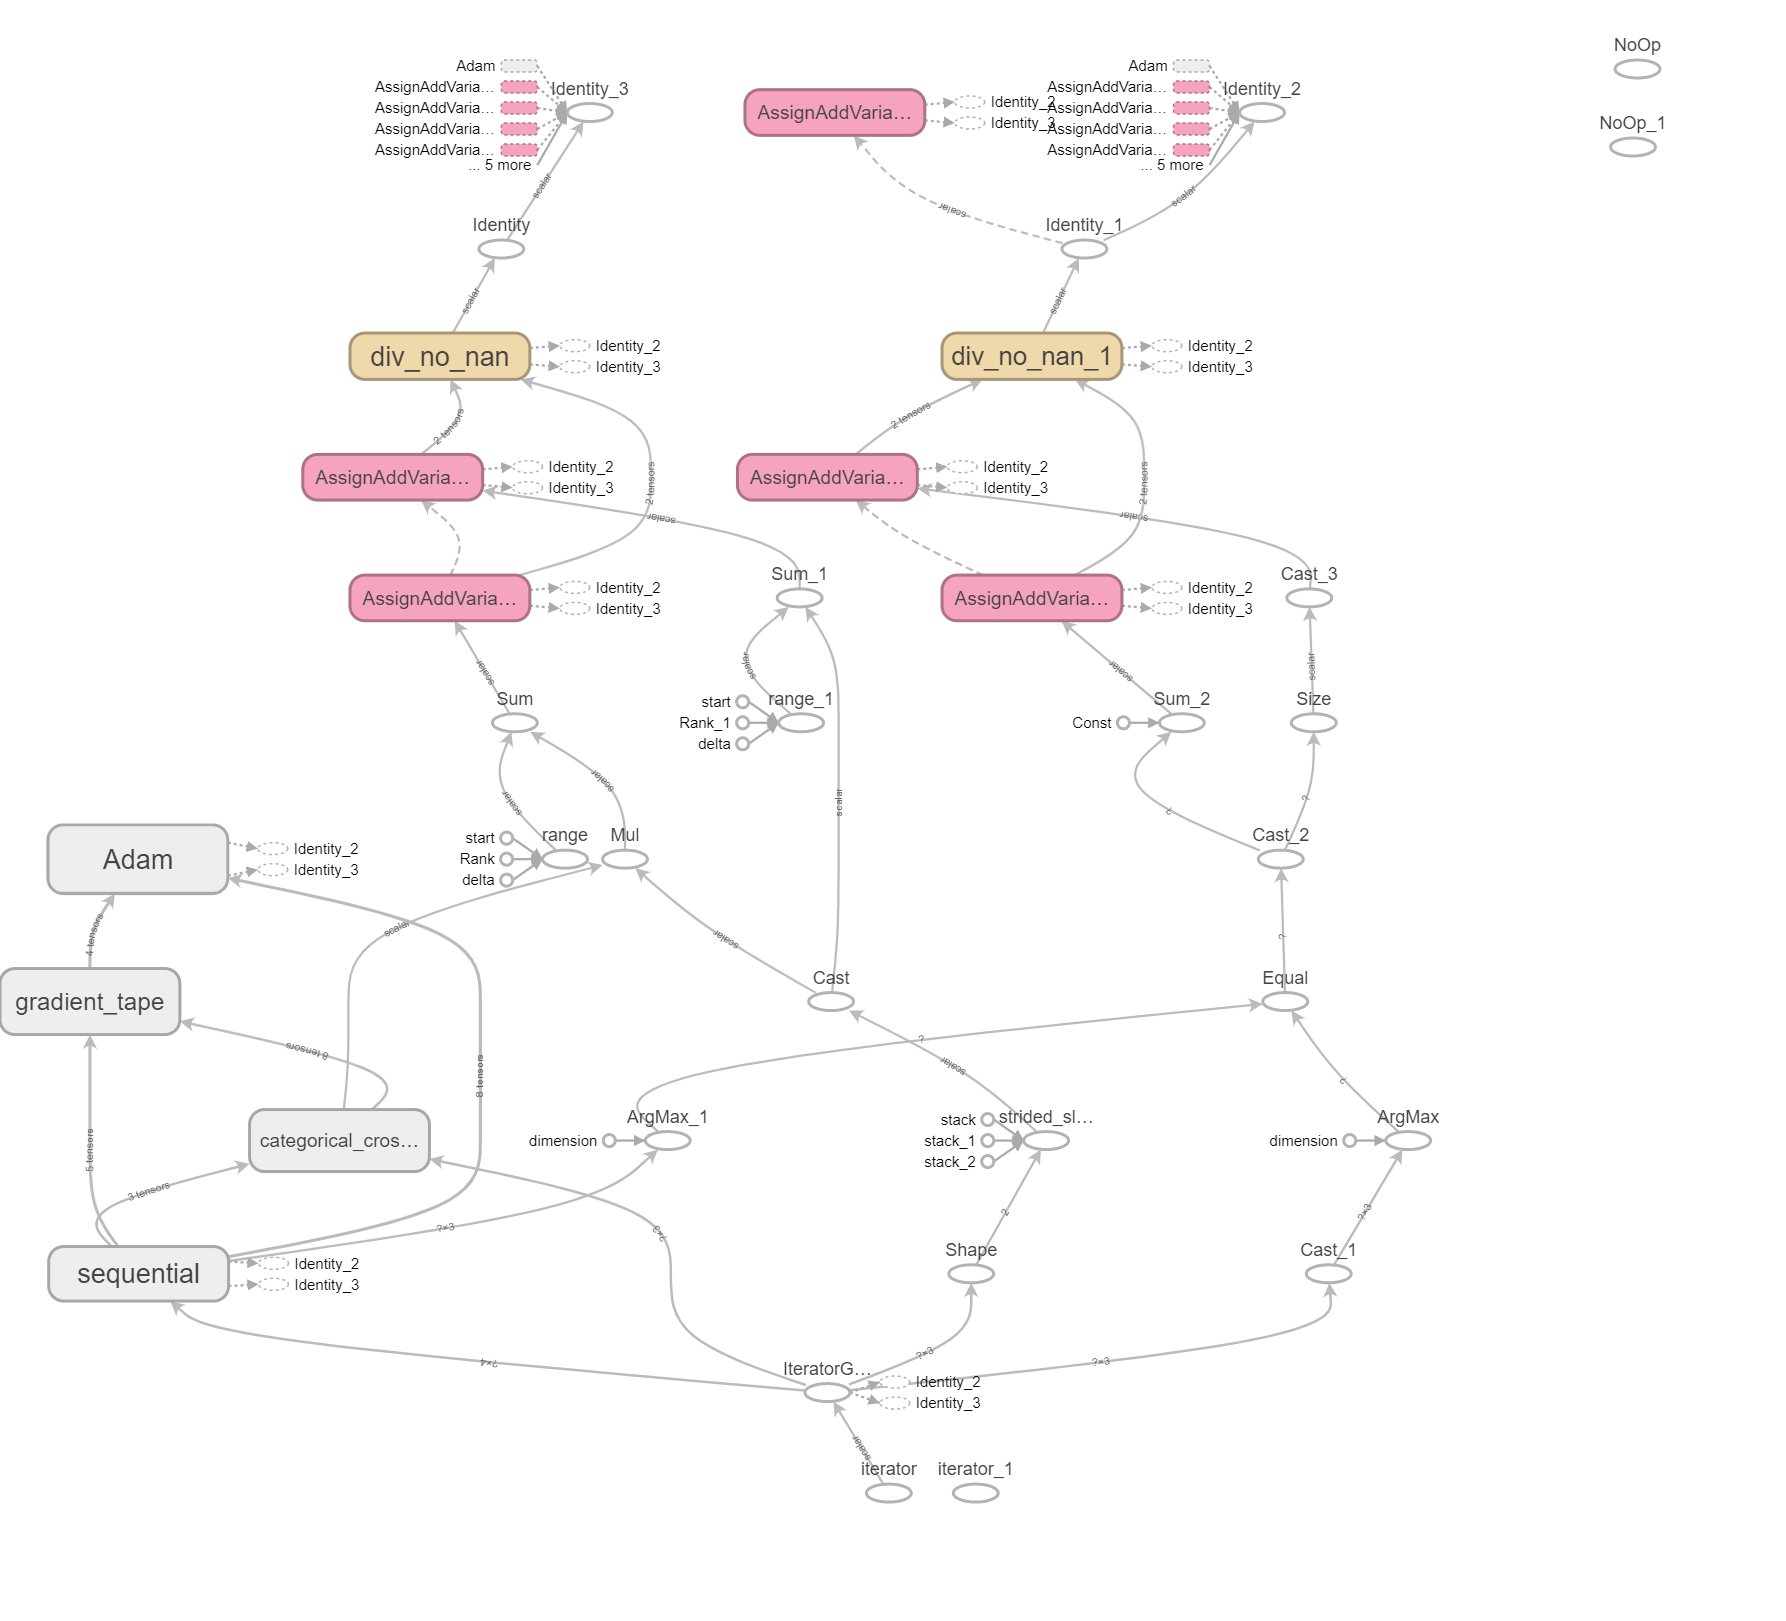 NoOp
Adam
Identity_3
AssignAddVaria…
AssignAddVaria…
AssignAddVaria…
AssignAddVaria…
... 5 more
scalar
AssignAddVaria…
Identity_2
Identity_3
Adam
Identity_2
AssignAddVaria…
AssignAddVaria…
AssignAddVaria…
AssignAddVaria…
... 5 more
scalar
scalar
NoOp_1
Identity
Identity_1
scalar
scalar
div_no_nan
Identity_2
Identity_3
div_no_nan_1
Identity_2
Identity_3
2 tensors
2 tensors
2 tensors
2 tensors
AssignAddVaria…
Identity_2
Identity_3
AssignAddVaria…
Identity_2
Identity_3
scalar
scalar
AssignAddVaria…
Identity_2
Identity_3
Sum_1
AssignAddVaria…
Identity_2
Identity_3
Cast_3
scalar
scalar
scalar
scalar
Sum
start
range_1
Rank_1
delta
Const
Sum_2
Size
scalar
scalar
scalar
?
?
Adam
Identity_2
Identity_3
start
range
Rank
delta
Mul
Cast_2
4 tensors
scalar
scalar
?
gradient_tape
Cast
Equal
6 tensors
8 tensors
?
scalar
?
categorical_cros…
dimension
ArgMax_1
stack
strided_sl…
stack_1
stack_2
dimension
ArgMax
5 tensors
3 tensors
?×3
?×3
2
?×3
sequential
Identity_2
Identity_3
Shape
Cast_1
?×4
?×3
?×3
IteratorG…
Identity_2
Identity_3
scalar
iterator
iterator_1